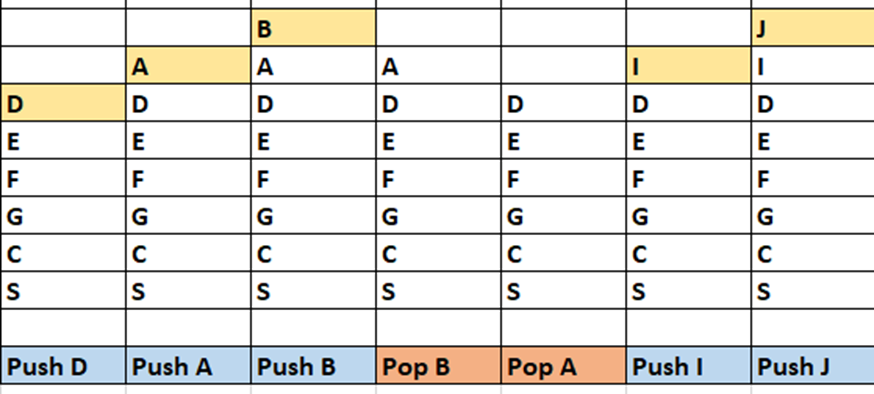 B J
A A A I I
D D D D D D D
E E E E E E E
F F F F F F F
G G G G G G G
C C C C C C C
S S S S S S S
Push D Push A Push B Pop B Pop A Push I Push J